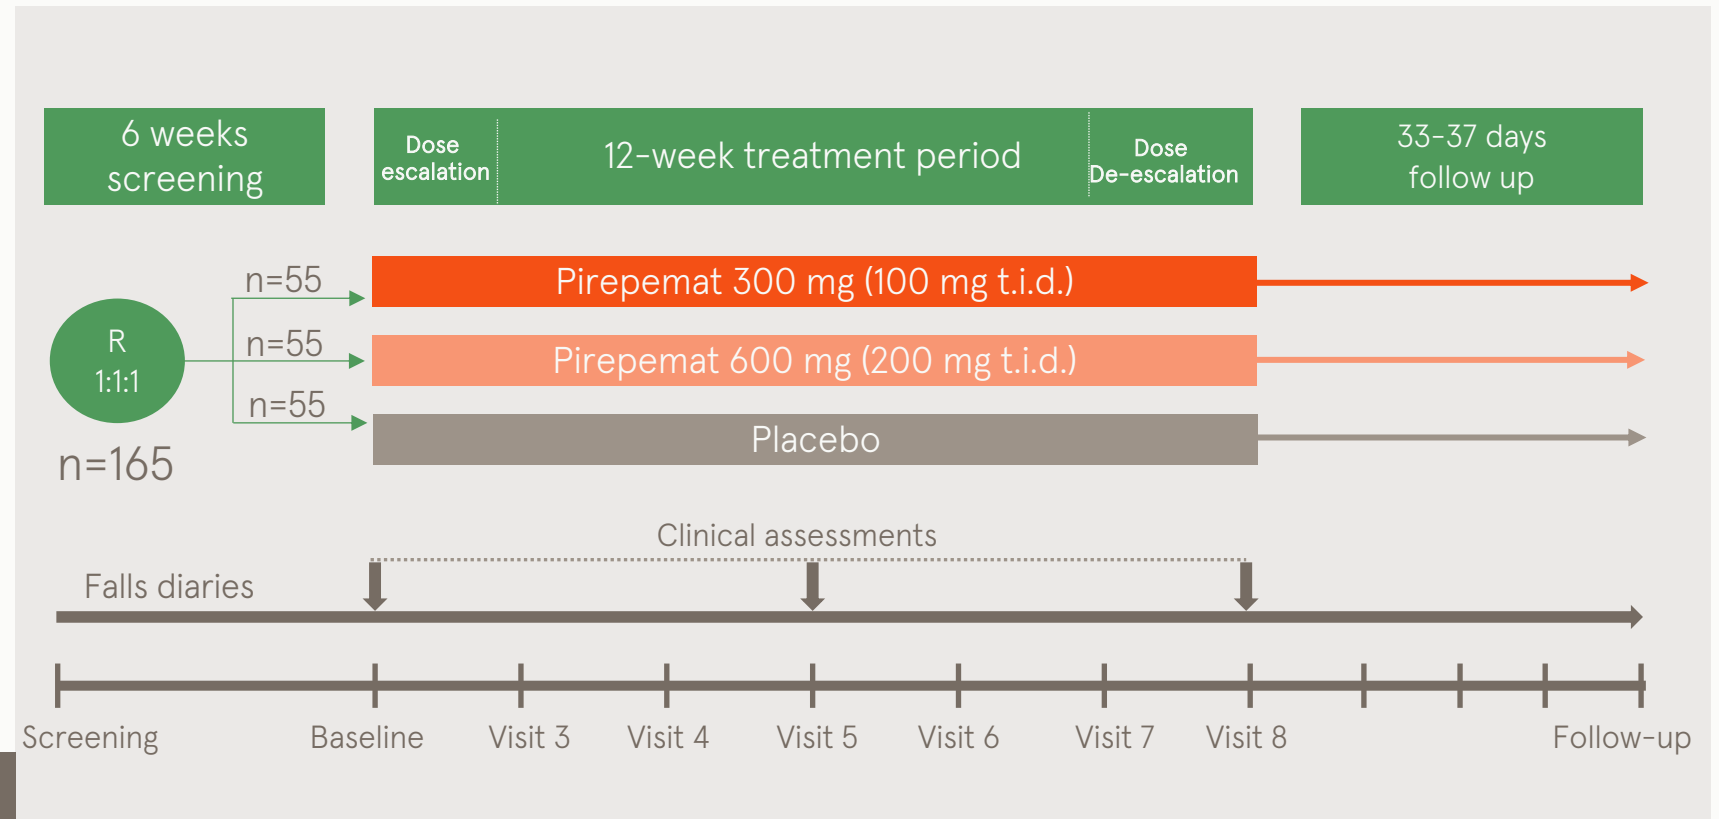 6 weeks
screening
Dose
escalation
12-week treatment period
Dose
De-escalation
33-37 days
follow up
n=55
Pirepemat 300 mg (100 mg t.i.d.)
R
1:1:1
n=55
Pirepemat 600 mg (200 mg t.i.d.)
n=55
Placebo
n=165
Clinical assessments
Falls diaries
Screening
Baseline
Visit 3
Visit 4
Visit 5
Visit 6
Visit 7
Visit 8
Follow-up